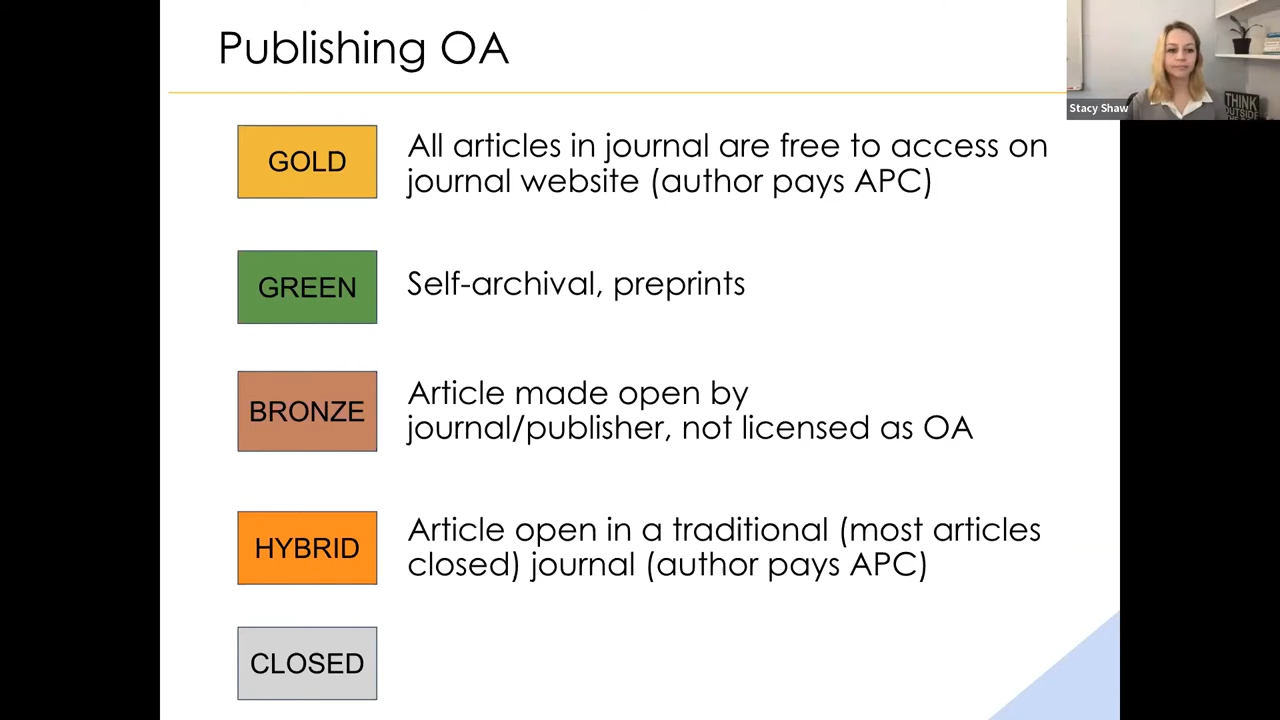 Publishing OA
Stacy Shaw
THINK
OUTSIDE
GOLD
All articles in journal are free to access on
journal website (author pays APC)
GREEN
Self-archival, preprints
BRONZE
Article made open by
journal/publisher, not licensed as OA
HYBRID
Article open in a traditional (most articles
closed) journal (author pays APC)
CLOSED